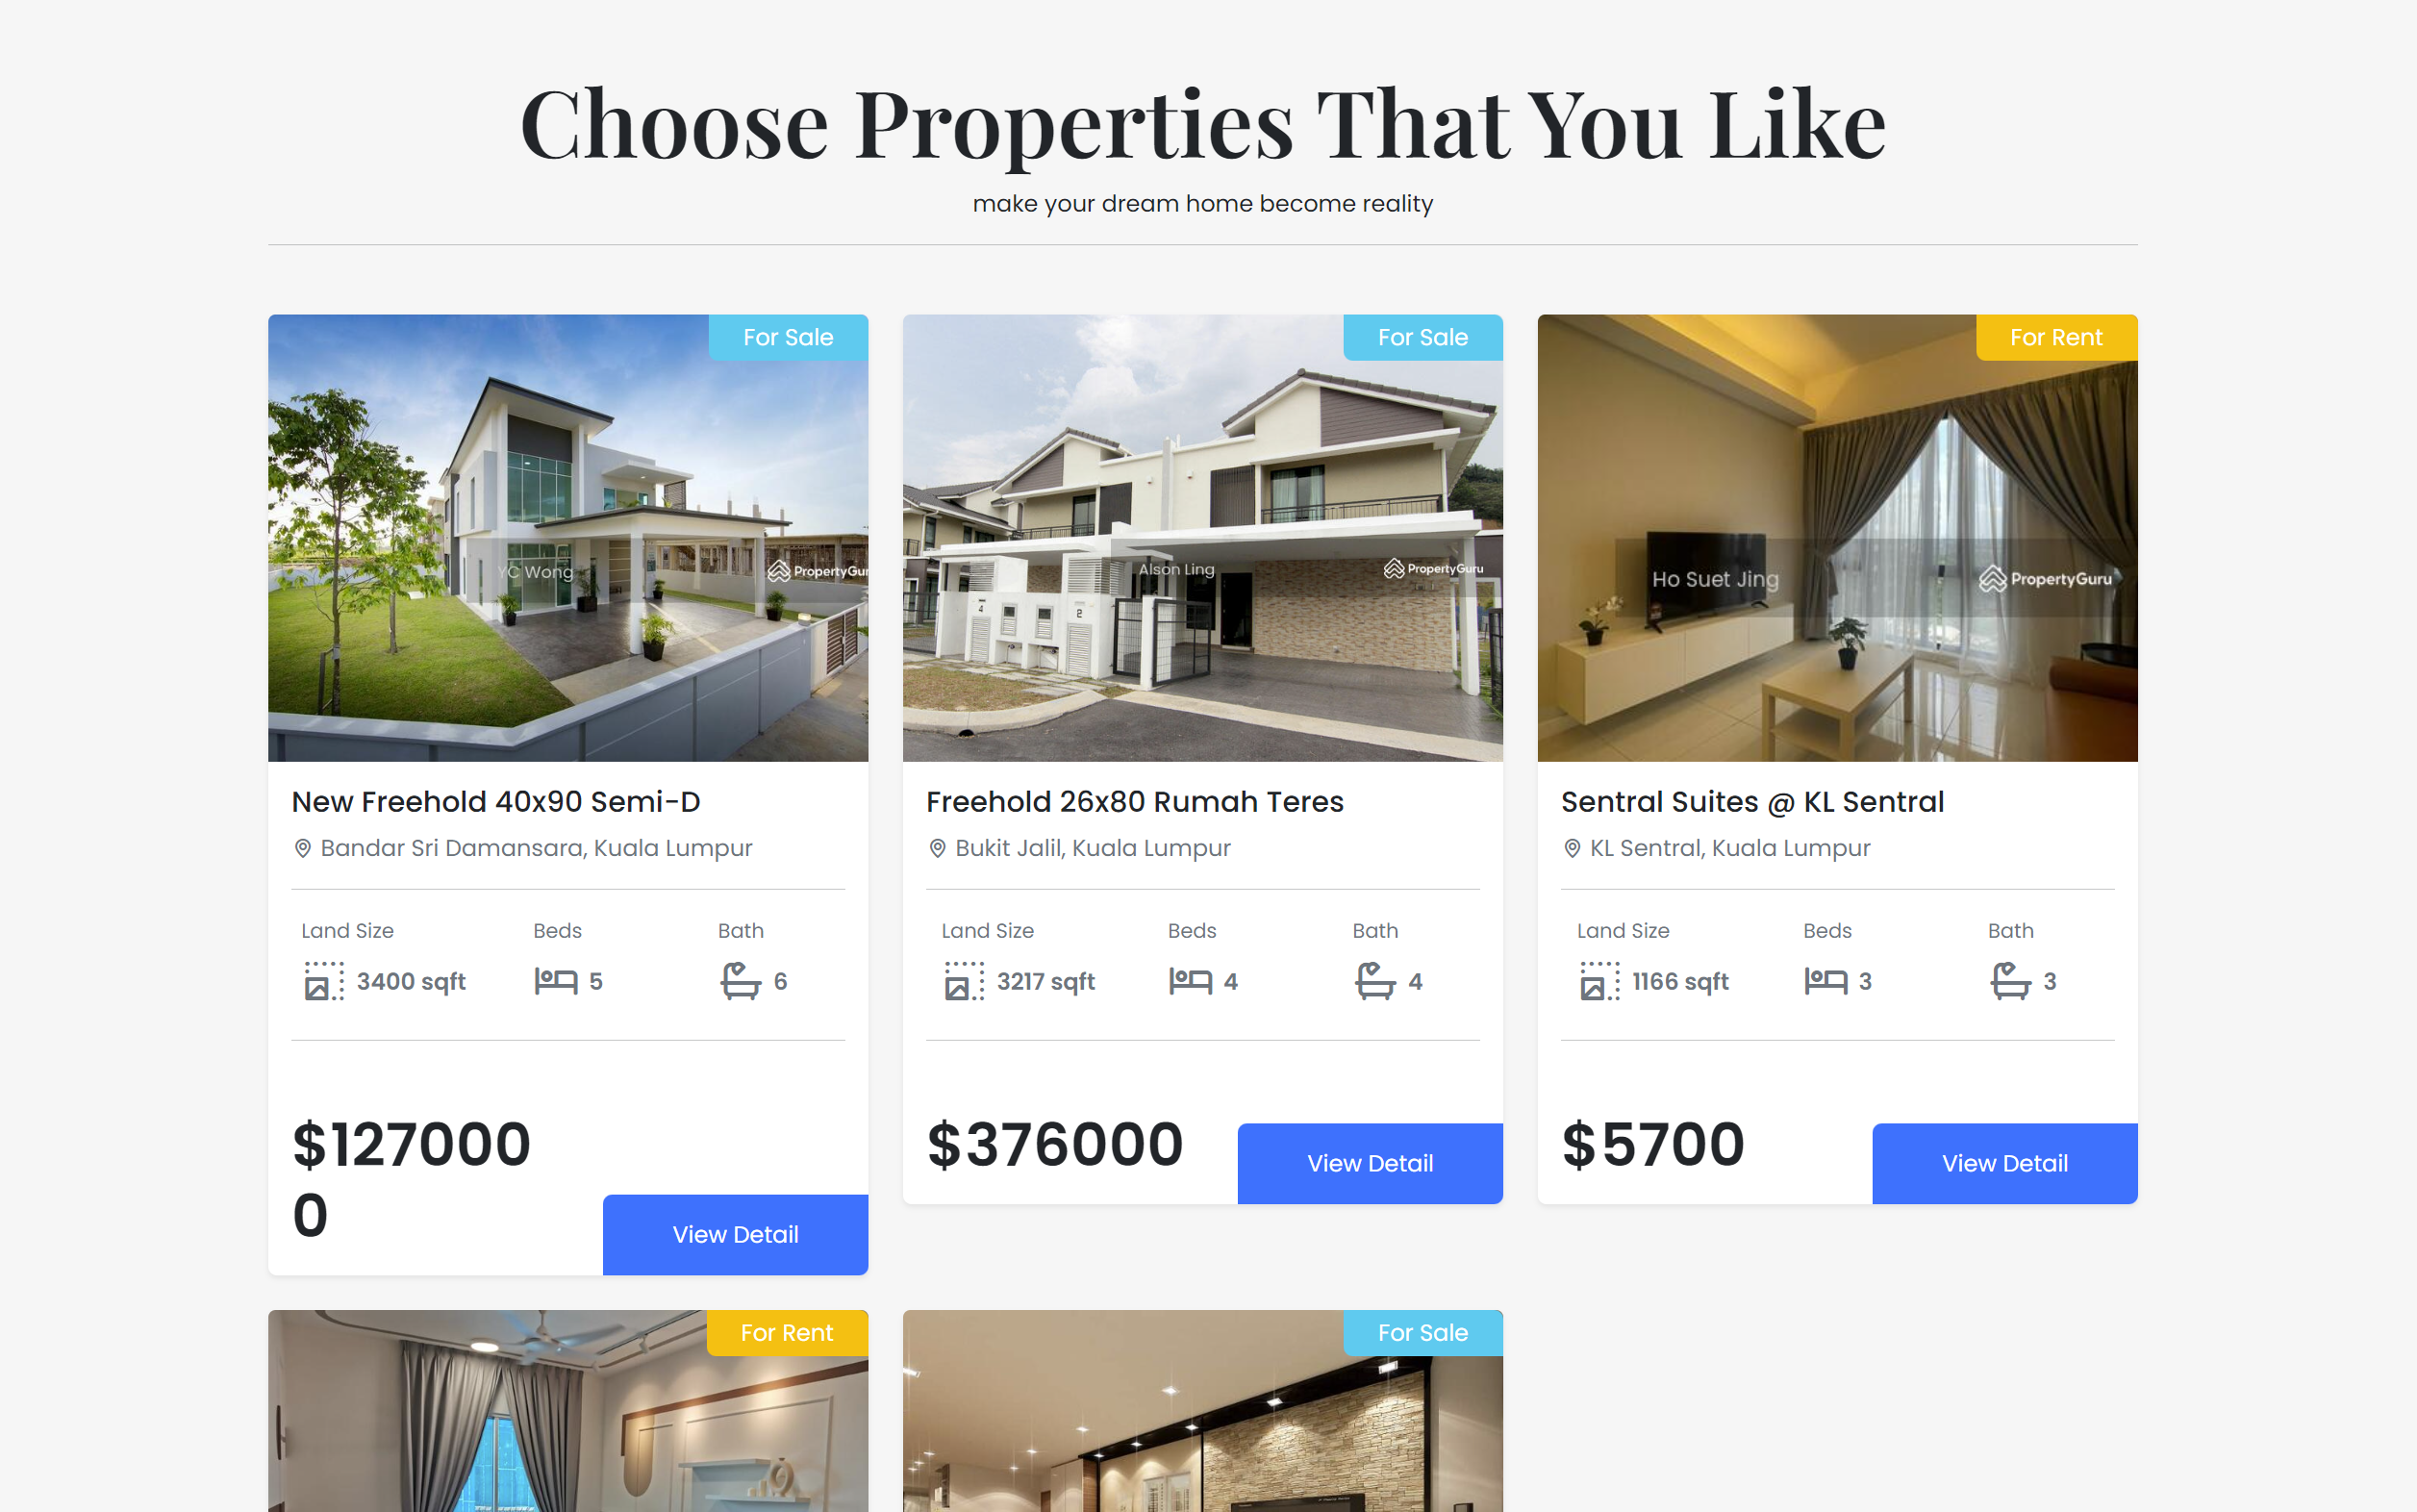 Choose Properties That You Like
make your dream home become reality
For Sale
YC Wong
PropertyGur
New Freehold 40x90 Semi-D
Bandar Sri Damansara, Kuala Lumpur
Land Size
Beds
Bath
3400 sqft
5
6
$127000
0
View Detail
For Sale
Alson Ling
PropertyGuru
4
2
Freehold 26x80 Rumah Teres
Bukit Jalil, Kuala Lumpur
Land Size
Beds
Bath
3217 sqft
4
4
$376000
View Detail
For Rent
Ho Suet Jing
PropertyGuru
Sentral Suites @ KL Sentral
KL Sentral, Kuala Lumpur
Land Size
Beds
Bath
1166 sqft
3
3
$5700
View Detail
For Rent
For Sale